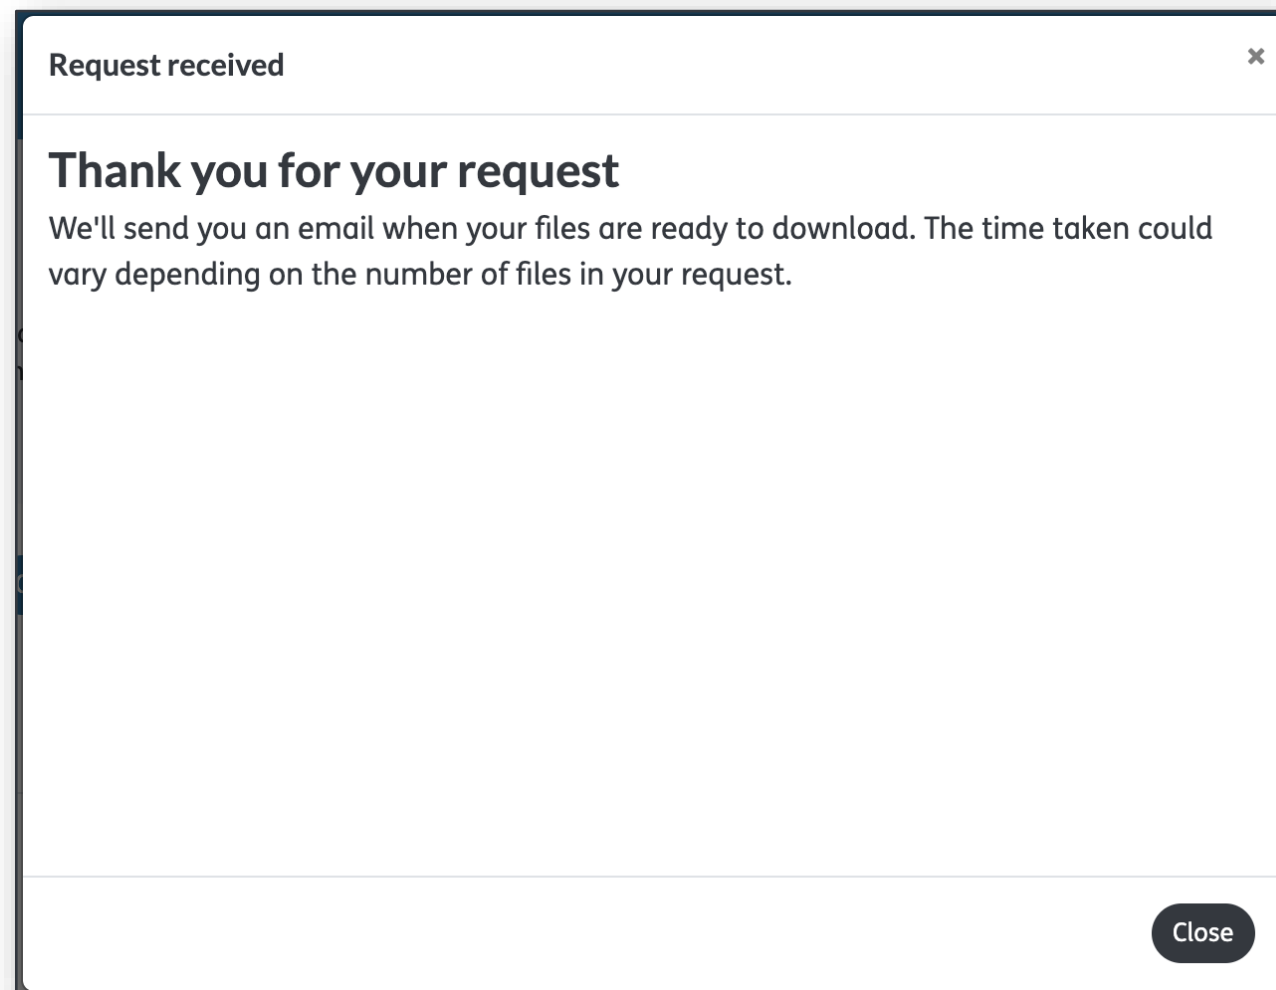 Request received
Thank you for your request
We'll send you an email when your files are ready to download. The time taken could
vary depending on the number of files in your request.
Close